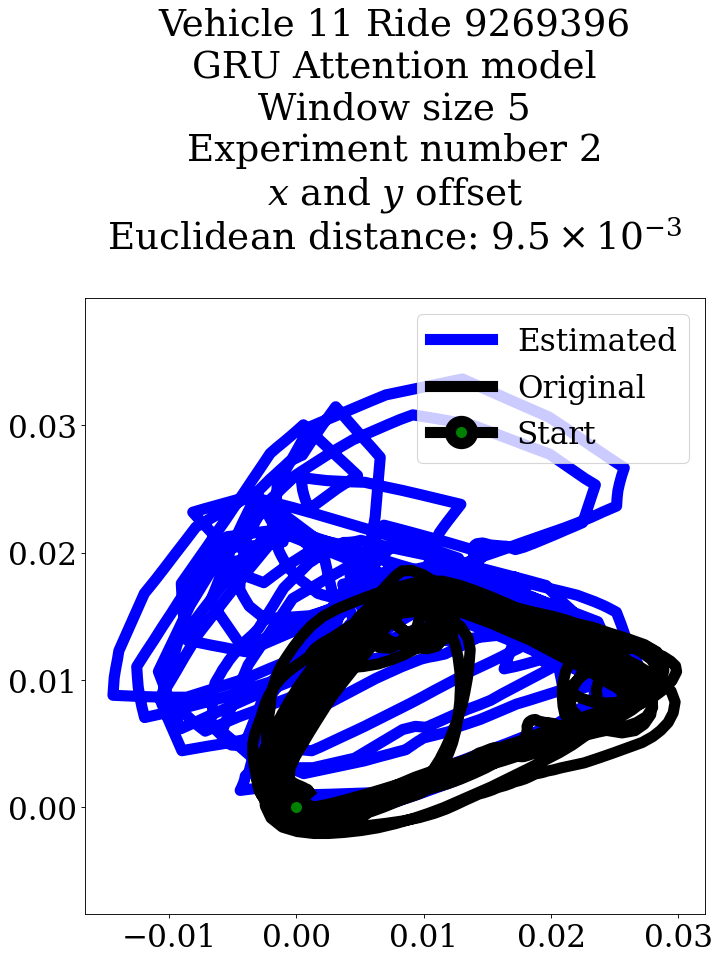 Vehicle 11 Ride 9269396
GRU Attention model
Window size 5
Experiment number 2
x and y offset
Euclidean distance: 9.5 × 10⁻³
Estimated
Original
Start
0.03
0.02
0.01
0.00
−0.01 0.00 0.01 0.02 0.03